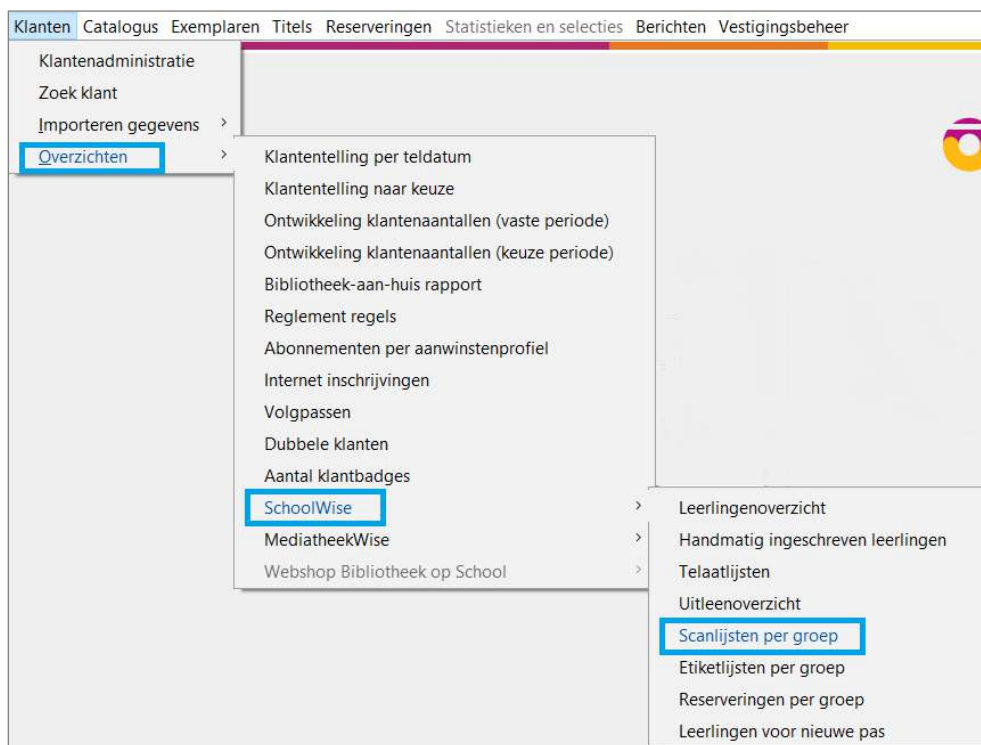 Klanten Catalogus Exemplaren Titels Reserveringen Statistieken en selecties Berichten Vestigingsbeheer
Klantenadministratie
Zoek klant
Importeren gegevens
Overzichten
Klantentelling per teldatum
Klantentelling naar keuze
Ontwikkeling klantenaantallen (vaste periode)
Ontwikkeling klantenaantallen (keuze periode)
Bibliotheek-aan-huis rapport
Reglement regels
Abonnementen per aanwinstenprofiel
Internet inschrijvingen
Volgpassen
Dubbele klanten
Aantal klantbadges
SchoolWise
MediatheekWise
Webshop Bibliotheek op School
Leerlingenoverzicht
Handmatig ingeschreven leerlingen
Telaatlijsten
Uitleenoverzicht
Scanlijsten per groep
Etiketlijsten per groep
Reserveringen per groep
Leerlingen voor nieuwe pas